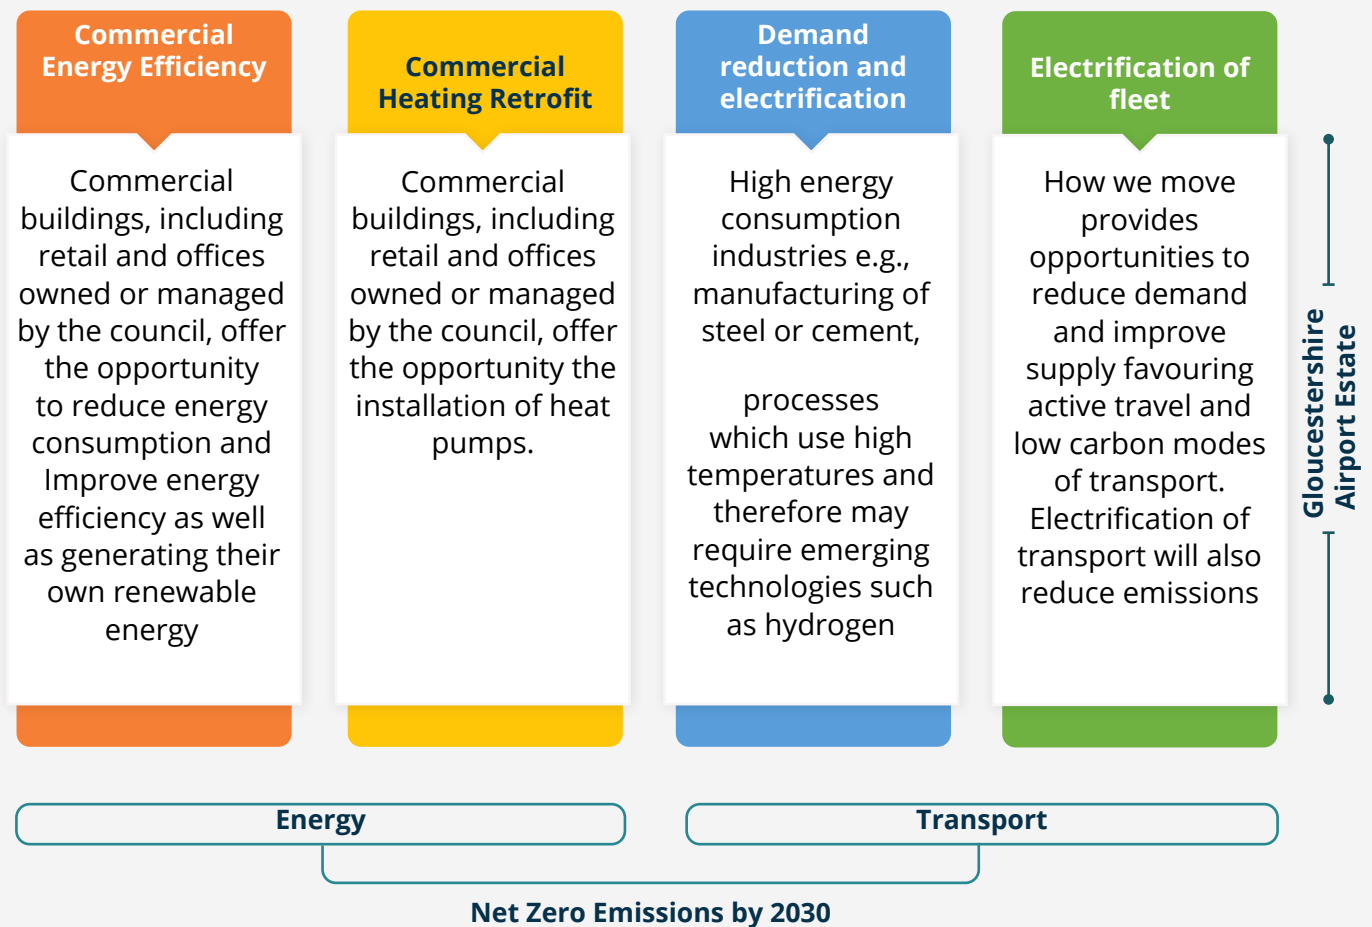 Commercial
Energy Efficiency
Commercial
buildings, including
retail and offices
owned or managed
by the council, offer
the opportunity
to reduce energy
consumption and
Improve energy
efficiency as well
as generating their
own renewable
energy
Commercial
Heating Retrofit
Commercial
buildings, including
retail and offices
owned or managed
by the council, offer
the opportunity the
installation of heat
pumps.
Demand
reduction and
electrification
High energy
consumption
industries e.g.,
manufacturing of
steel or cement,
processes
which use high
temperatures and
therefore may
require emerging
technologies such
as hydrogen
Electrification of
fleet
How we move
provides
opportunities to
reduce demand
and improve
supply favouring
active travel and
low carbon modes
of transport.
Electrification of
transport will also
reduce emissions
Gloucestershire
Airport Estate
Energy
Transport
Net Zero Emissions by 2030